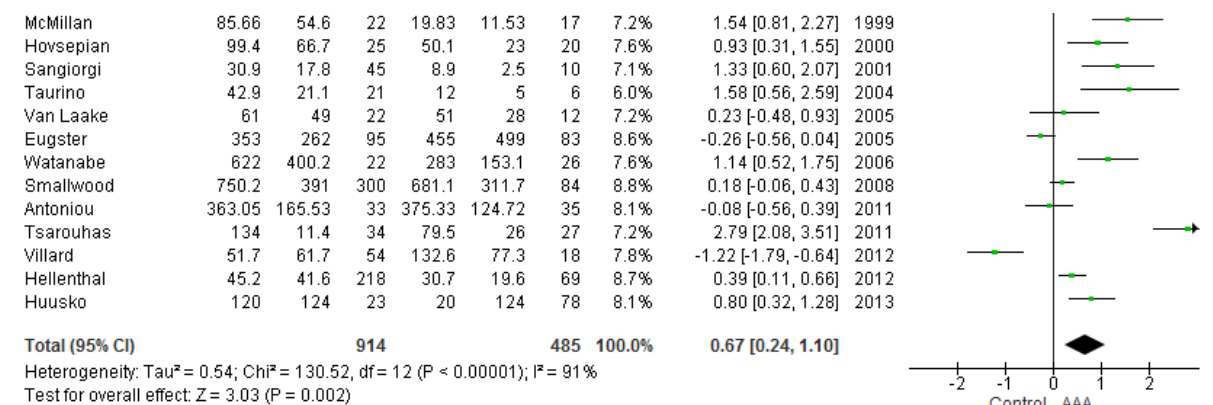 McMillan 85.66 54.6 22 19.83 11.53 17 7.2% 1.54 [0.81, 2.27] 1999
Hovsepian 99.4 66.7 25 50.1 23 20 7.6% 0.93 [0.31, 1.55] 2000
Sangiorgi 30.9 17.8 45 8.9 2.5 10 7.1% 1.33 [0.60, 2.07] 2001
Taurino 42.9 21.1 21 12 5 6 6.0% 1.58 [0.56, 2.59] 2004
Van Laake 61 49 22 51 28 12 7.2% 0.23 [-0.48, 0.93] 2005
Eugster 353 262 95 455 499 83 8.6% -0.26 [-0.56, 0.04] 2005
Watanabe 622 400.2 22 283 153.1 26 7.6% 1.14 [0.52, 1.75] 2006
Smallwood 750.2 391 300 681.1 311.7 84 8.8% 0.18 [-0.06, 0.43] 2008
Antoniou 363.05 165.53 33 375.33 124.72 35 8.1% -0.08 [-0.56, 0.39] 2011
Tsarouhas 134 11.4 34 79.5 26 27 7.2% 2.79 [2.08, 3.51] 2011
Villard 51.7 61.7 54 132.6 77.3 18 7.8% -1.22 [-1.79, -0.64] 2012
Hellenthal 45.2 41.6 218 30.7 19.6 69 8.7% 0.39 [0.11, 0.66] 2012
Huusko 120 124 23 20 124 78 8.1% 0.80 [0.32, 1.28] 2013
Total (95% CI) 914 485 100.0% 0.67 [0.24, 1.10]
Heterogeneity: Tau² = 0.54; Chi² = 130.52, df = 12 (P < 0.00001); I² = 91%
Test for overall effect: Z = 3.03 (P = 0.002)
-2 -1 0 1 2
Control AAA